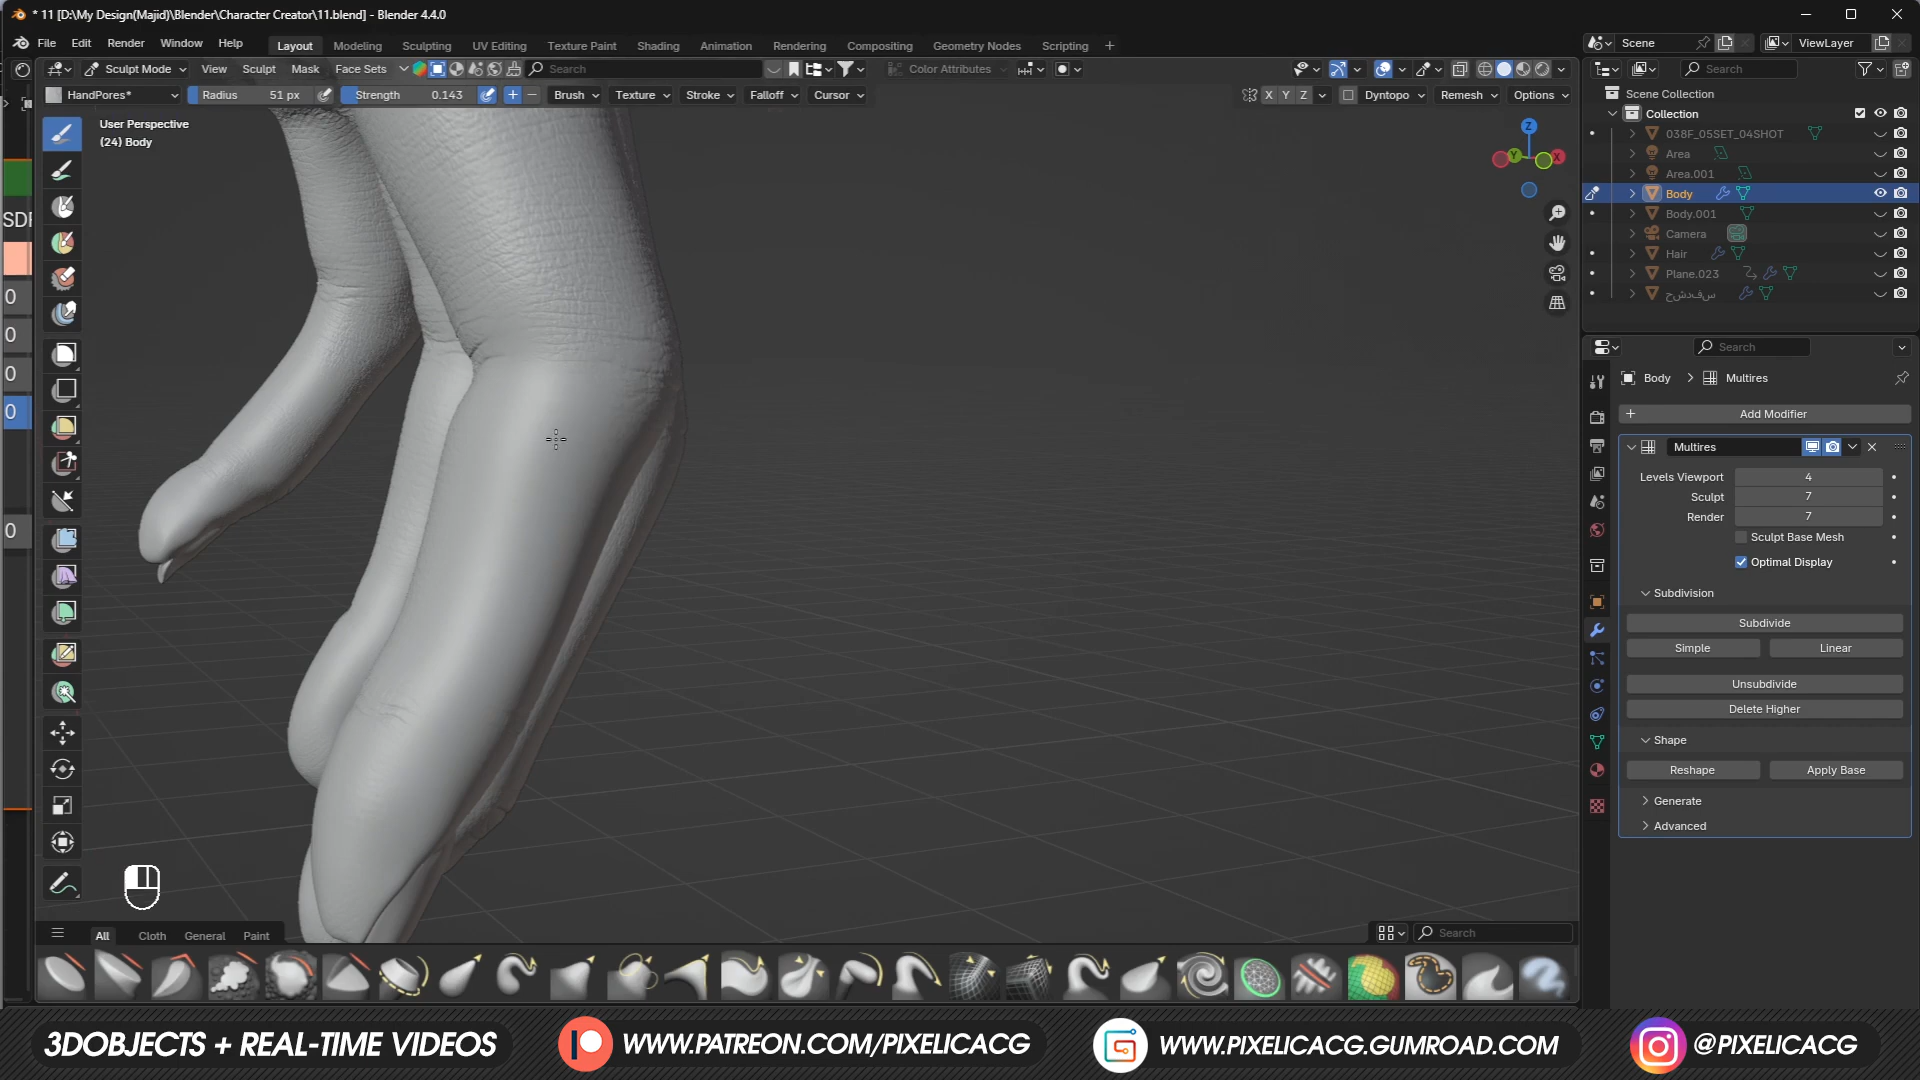 * 11 [D:\My Design(Majid)\Blender\Character Creator\11.blend] - Blender 4.4.0
File Edit Render Window Help Layout Modeling Sculpting UV Editing Texture Paint Shading Animation Rendering Compositing Geometry Nodes Scripting +
Scene ViewLayer
Sculpt Mode View Sculpt Mask Face Sets Search Color Attributes
HandPores* Radius 51 px Strength 0.143 Brush Texture Stroke Falloff Cursor X Y Z Dyntopo Remesh Options
User Perspective
(24) Body
Z
Y
X
Search
Scene Collection
Collection
038F_05SET_04SHOT
Area
Area.001
Body
Body.001
Camera
Hair
Plane.023
Search
Body > Multires
+ Add Modifier
Multires
Levels Viewport 4
Sculpt 7
Render 7
Sculpt Base Mesh
Optimal Display
Subdivision
Subdivide
Simple Linear
Unsubdivide
Delete Higher
Shape
Reshape Apply Base
Generate
Advanced
0
0
0
0
0
All Cloth General Paint Search
3DOBJECTS + REAL-TIME VIDEOS WWW.PATREON.COM/PIXELICACG WWW.PIXELICACG.GUMROAD.COM @PIXELICACG